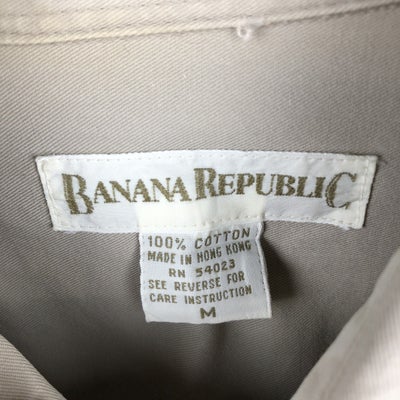 BANANA REPUBLIC
100% COTTON
MADE IN HONG KONG
RN 54023
SEE REVERSE FOR
CARE INSTRUCTION
M